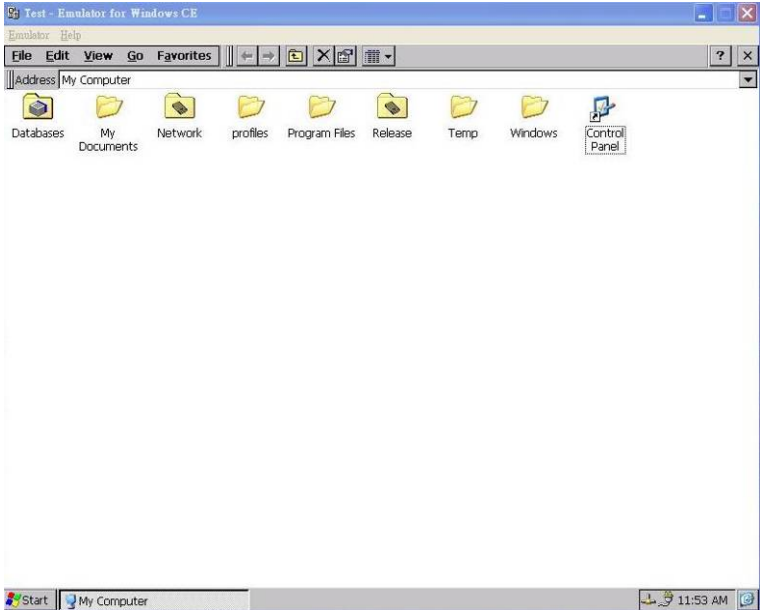 Test - Emulator for Windows CE
Emulator Help
File Edit View Go Favorites ?
Address My Computer
Databases My Documents Network profiles Program Files Release Temp Windows Control Panel
Start My Computer 11:53 AM